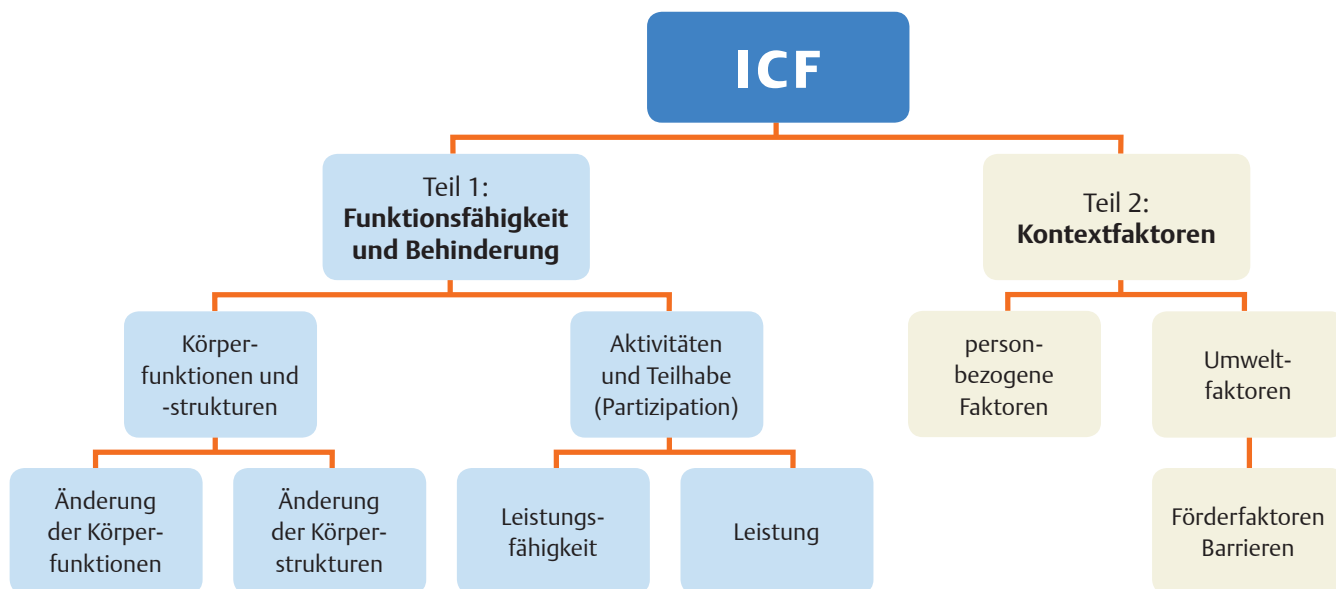 ICF
Teil 1:
Funktionsfähigkeit
und Behinderung
Teil 2:
Kontextfaktoren
Körper-
funktionen und
-strukturen
Aktivitäten
und Teilhabe
(Partizipation)
person-
bezogene
Faktoren
Umwelt-
faktoren
Änderung
der Körper-
funktionen
Änderung
der Körper-
strukturen
Leistungs-
fähigkeit
Leistung
Förderfaktoren
Barrieren